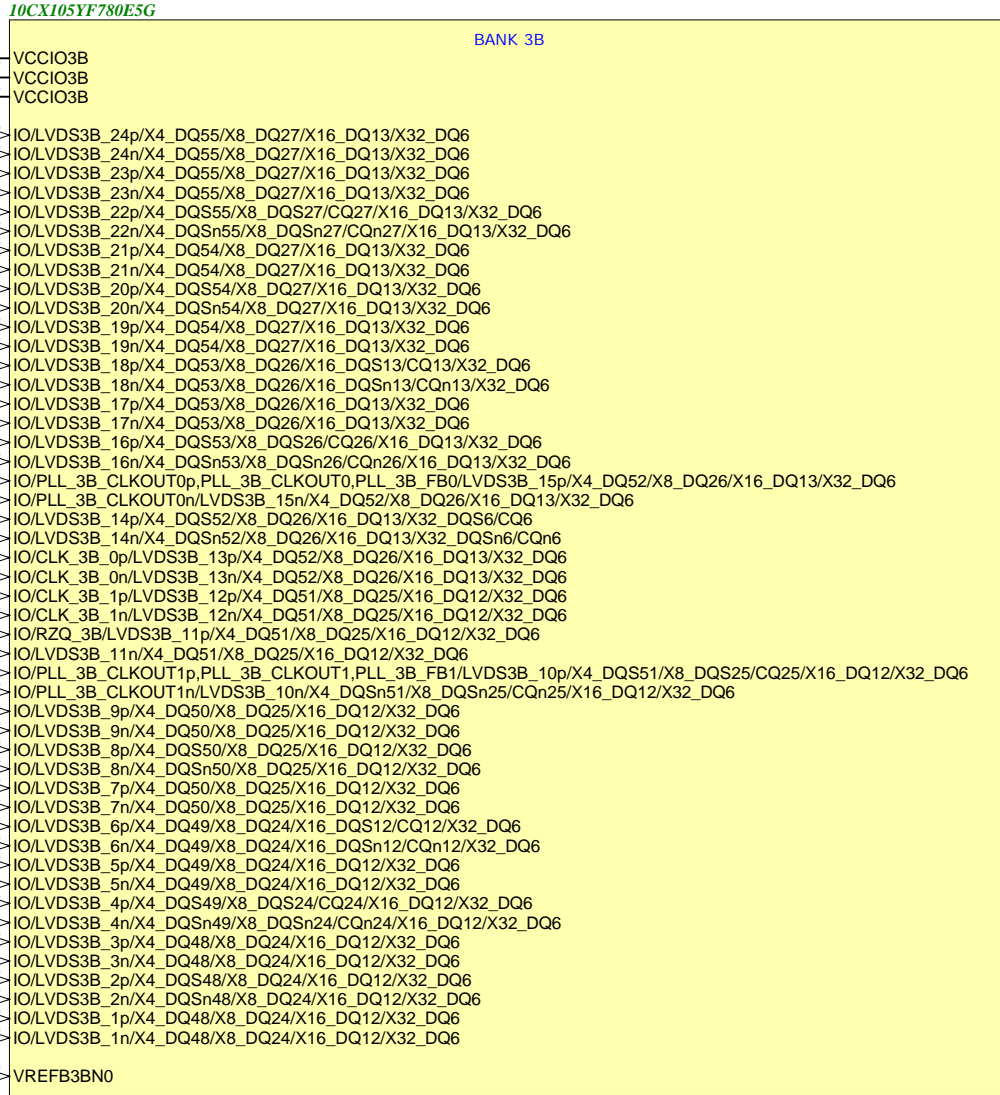 10CX105YF780E5G
BANK 3B
VCCIO3B
VCCIO3B
VCCIO3B
IO/LVDS3B_24p/X4_DQ55/X8_DQ27/X16_DQ13/X32_DQ6
IO/LVDS3B_24n/X4_DQ55/X8_DQ27/X16_DQ13/X32_DQ6
IO/LVDS3B_23p/X4_DQ55/X8_DQ27/X16_DQ13/X32_DQ6
IO/LVDS3B_23n/X4_DQ55/X8_DQ27/X16_DQ13/X32_DQ6
IO/LVDS3B_22p/X4_DQS55/X8_DQS27/CQ27/X16_DQ13/X32_DQ6
IO/LVDS3B_22n/X4_DQSn55/X8_DQSn27/CQn27/X16_DQ13/X32_DQ6
IO/LVDS3B_21p/X4_DQ54/X8_DQ27/X16_DQ13/X32_DQ6
IO/LVDS3B_21n/X4_DQ54/X8_DQ27/X16_DQ13/X32_DQ6
IO/LVDS3B_20p/X4_DQS54/X8_DQ27/X16_DQ13/X32_DQ6
IO/LVDS3B_20n/X4_DQSn54/X8_DQ27/X16_DQ13/X32_DQ6
IO/LVDS3B_19p/X4_DQ54/X8_DQ27/X16_DQ13/X32_DQ6
IO/LVDS3B_19n/X4_DQ54/X8_DQ27/X16_DQ13/X32_DQ6
IO/LVDS3B_18p/X4_DQ53/X8_DQ26/X16_DQS13/CQ13/X32_DQ6
IO/LVDS3B_18n/X4_DQ53/X8_DQ26/X16_DQSn13/CQn13/X32_DQ6
IO/LVDS3B_17p/X4_DQ53/X8_DQ26/X16_DQ13/X32_DQ6
IO/LVDS3B_17n/X4_DQ53/X8_DQ26/X16_DQ13/X32_DQ6
IO/LVDS3B_16p/X4_DQS53/X8_DQS26/CQ26/X16_DQ13/X32_DQ6
IO/LVDS3B_16n/X4_DQSn53/X8_DQSn26/CQn26/X16_DQ13/X32_DQ6
IO/PLL_3B_CLKOUT0p,PLL_3B_CLKOUT0,PLL_3B_FB0/LVDS3B_15p/X4_DQ52/X8_DQ26/X16_DQ13/X32_DQ6
IO/PLL_3B_CLKOUT0n/LVDS3B_15n/X4_DQ52/X8_DQ26/X16_DQ13/X32_DQ6
IO/LVDS3B_14p/X4_DQS52/X8_DQ26/X16_DQ13/X32_DQS6/CQ6
IO/LVDS3B_14n/X4_DQSn52/X8_DQ26/X16_DQ13/X32_DQSn6/CQn6
IO/CLK_3B_0p/LVDS3B_13p/X4_DQ52/X8_DQ26/X16_DQ13/X32_DQ6
IO/CLK_3B_0n/LVDS3B_13n/X4_DQ52/X8_DQ26/X16_DQ13/X32_DQ6
IO/CLK_3B_1p/LVDS3B_12p/X4_DQ51/X8_DQ25/X16_DQ12/X32_DQ6
IO/CLK_3B_1n/LVDS3B_12n/X4_DQ51/X8_DQ25/X16_DQ12/X32_DQ6
IO/RZQ_3B/LVDS3B_11p/X4_DQ51/X8_DQ25/X16_DQ12/X32_DQ6
IO/LVDS3B_11n/X4_DQ51/X8_DQ25/X16_DQ12/X32_DQ6
IO/PLL_3B_CLKOUT1p,PLL_3B_CLKOUT1,PLL_3B_FB1/LVDS3B_10p/X4_DQS51/X8_DQS25/CQ25/X16_DQ12/X32_DQ6
IO/PLL_3B_CLKOUT1n/LVDS3B_10n/X4_DQSn51/X8_DQSn25/CQn25/X16_DQ12/X32_DQ6
IO/LVDS3B_9p/X4_DQ50/X8_DQ25/X16_DQ12/X32_DQ6
IO/LVDS3B_9n/X4_DQ50/X8_DQ25/X16_DQ12/X32_DQ6
IO/LVDS3B_8p/X4_DQS50/X8_DQ25/X16_DQ12/X32_DQ6
IO/LVDS3B_8n/X4_DQSn50/X8_DQ25/X16_DQ12/X32_DQ6
IO/LVDS3B_7p/X4_DQ50/X8_DQ25/X16_DQ12/X32_DQ6
IO/LVDS3B_7n/X4_DQ50/X8_DQ25/X16_DQ12/X32_DQ6
IO/LVDS3B_6p/X4_DQ49/X8_DQ24/X16_DQS12/CQ12/X32_DQ6
IO/LVDS3B_6n/X4_DQ49/X8_DQ24/X16_DQSn12/CQn12/X32_DQ6
IO/LVDS3B_5p/X4_DQ49/X8_DQ24/X16_DQ12/X32_DQ6
IO/LVDS3B_5n/X4_DQ49/X8_DQ24/X16_DQ12/X32_DQ6
IO/LVDS3B_4p/X4_DQS49/X8_DQS24/CQ24/X16_DQ12/X32_DQ6
IO/LVDS3B_4n/X4_DQSn49/X8_DQSn24/CQn24/X16_DQ12/X32_DQ6
IO/LVDS3B_3p/X4_DQ48/X8_DQ24/X16_DQ12/X32_DQ6
IO/LVDS3B_3n/X4_DQ48/X8_DQ24/X16_DQ12/X32_DQ6
IO/LVDS3B_2p/X4_DQS48/X8_DQ24/X16_DQ12/X32_DQ6
IO/LVDS3B_2n/X4_DQSn48/X8_DQ24/X16_DQ12/X32_DQ6
IO/LVDS3B_1p/X4_DQ48/X8_DQ24/X16_DQ12/X32_DQ6
IO/LVDS3B_1n/X4_DQ48/X8_DQ24/X16_DQ12/X32_DQ6
VREFB3BN0